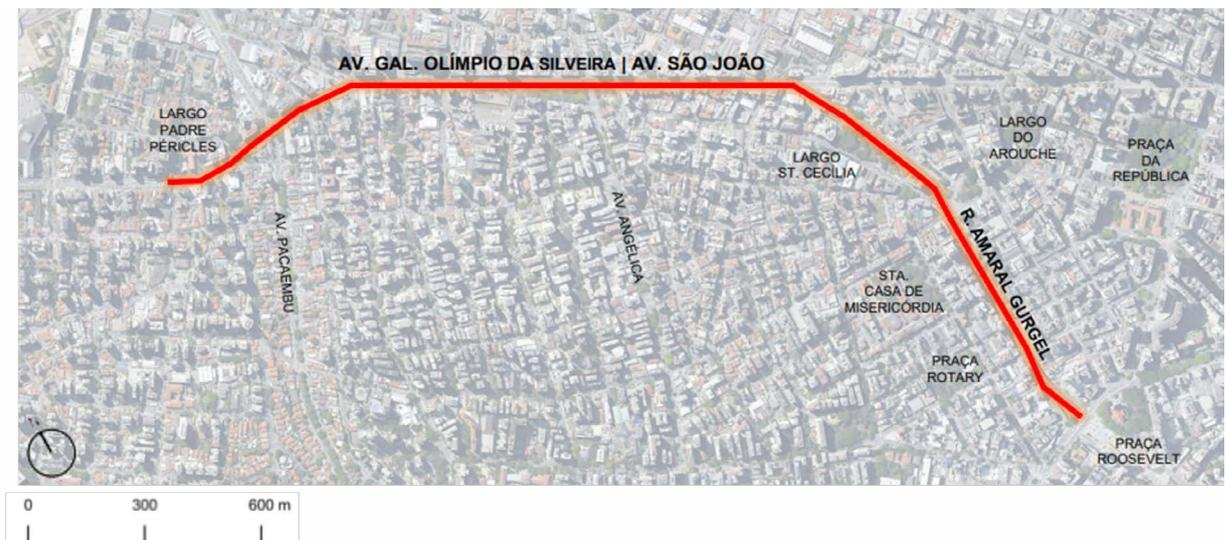 AV. GAL. OLÍMPIO DA SILVEIRA | AV. SÃO JOÃO
LARGO
PADRE
PÉRICLES
LARGO
DO
AROUCHE
PRAÇA
DA
REPÚBLICA
LARGO
ST. CECÍLIA
AV. PACAEMBU
AV. ANGÉLICA
R. AMARAL GURGEL
STA.
CASA DE
MISERICÓRDIA
PRAÇA
ROTARY
PRAÇA
ROOSEVELT
0 300 600 m